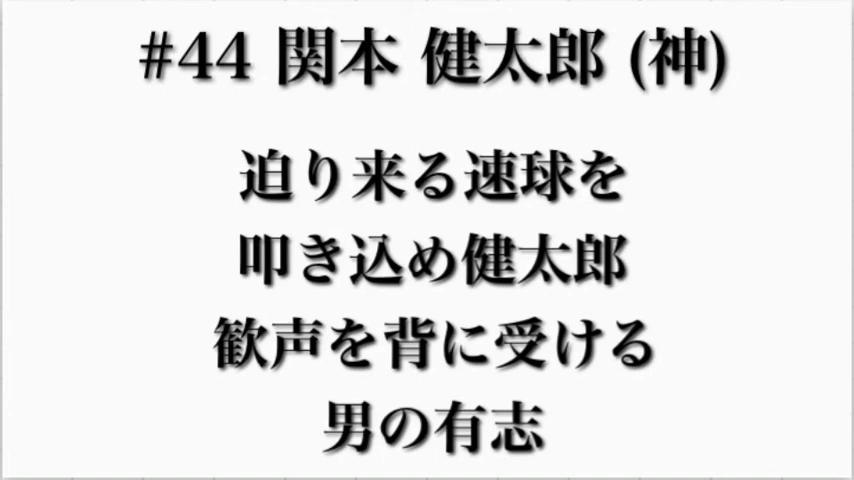 #44 関本 健太郎 (神)
迫り来る速球を
叩き込め健太郎
歓声を背に受ける
男の有志